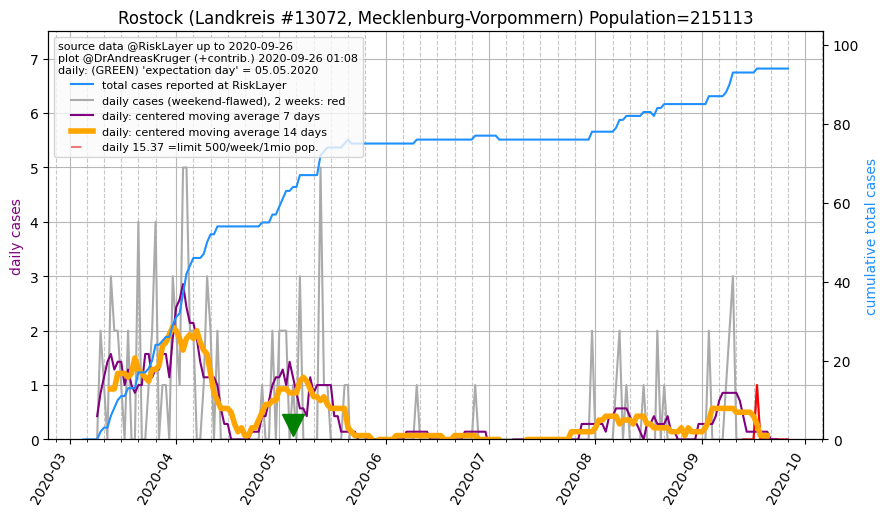 Rostock (Landkreis #13072, Mecklenburg-Vorpommern) Population=215113
source data @RiskLayer up to 2020-09-26
plot @DrAndreasKruger (+contrib.) 2020-09-26 01:08
daily: (GREEN) 'expectation day' = 05.05.2020
total cases reported at RiskLayer
daily cases (weekend-flawed), 2 weeks: red
daily: centered moving average 7 days
daily: centered moving average 14 days
daily 15.37 =limit 500/week/1mio pop.
daily cases
7
6
5
4
3
2
1
0
cumulative total cases
100
80
60
40
20
0
2020-03
2020-04
2020-05
2020-06
2020-07
2020-08
2020-09
2020-10